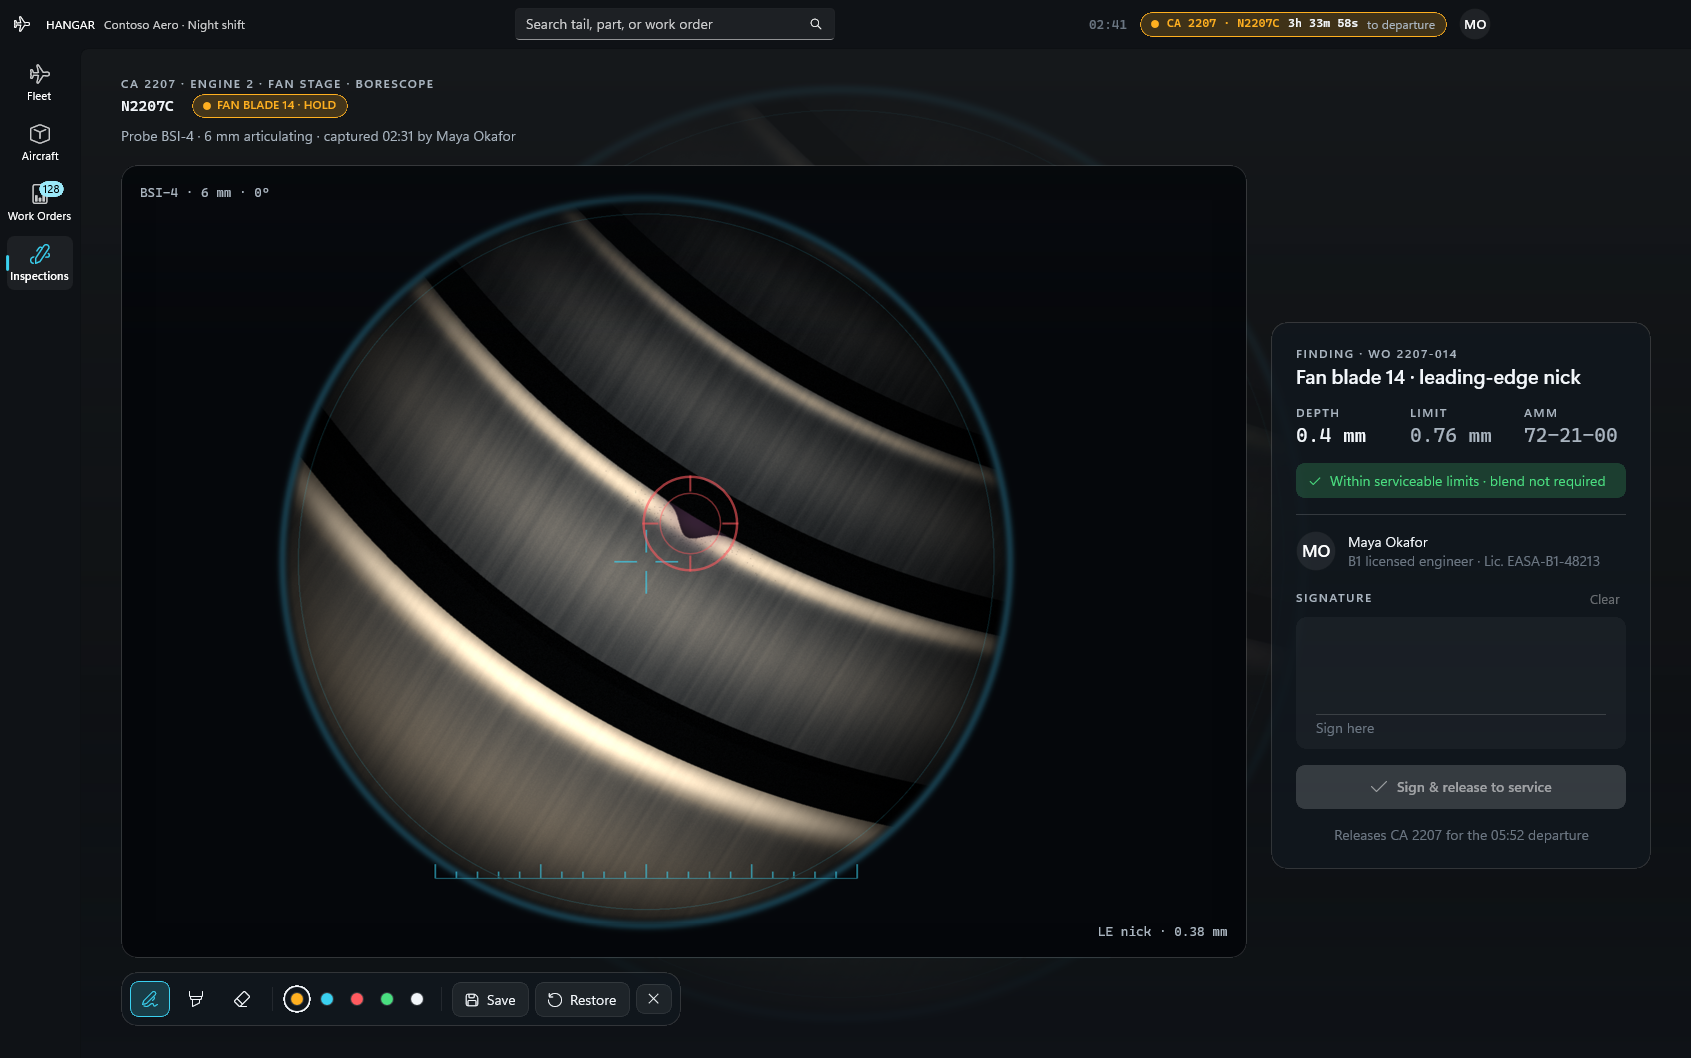 HANGAR Contoso Aero · Night shift
Search tail, part, or work order
02:41
CA 2207 · N2207C 3h 33m 58s to departure
MO
Fleet
Aircraft
128
Work Orders
Inspections
CA 2207 · ENGINE 2 · FAN STAGE · BORESCOPE
N2207C FAN BLADE 14 · HOLD
Probe BSI-4 · 6 mm articulating · captured 02:31 by Maya Okafor
BSI-4 · 6 mm · 0°
LE nick · 0.38 mm
Save
Restore
FINDING · WO 2207-014
Fan blade 14 · leading-edge nick
DEPTH LIMIT AMM
0.4 mm 0.76 mm 72-21-00
Within serviceable limits · blend not required
MO
Maya Okafor
B1 licensed engineer · Lic. EASA-B1-48213
SIGNATURE Clear
Sign here
Sign & release to service
Releases CA 2207 for the 05:52 departure